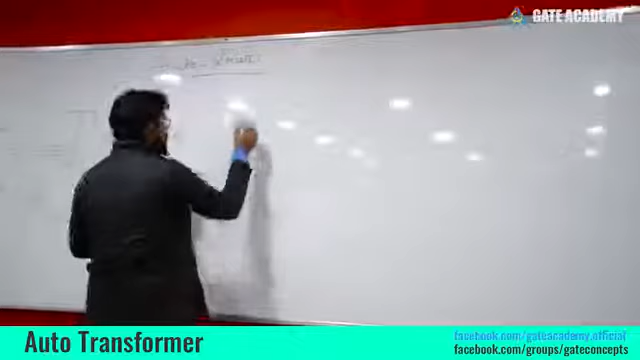 GATE ACADEMY
Auto Transformer
facebook.com/gateacademy.official
facebook.com/groups/gateconcepts